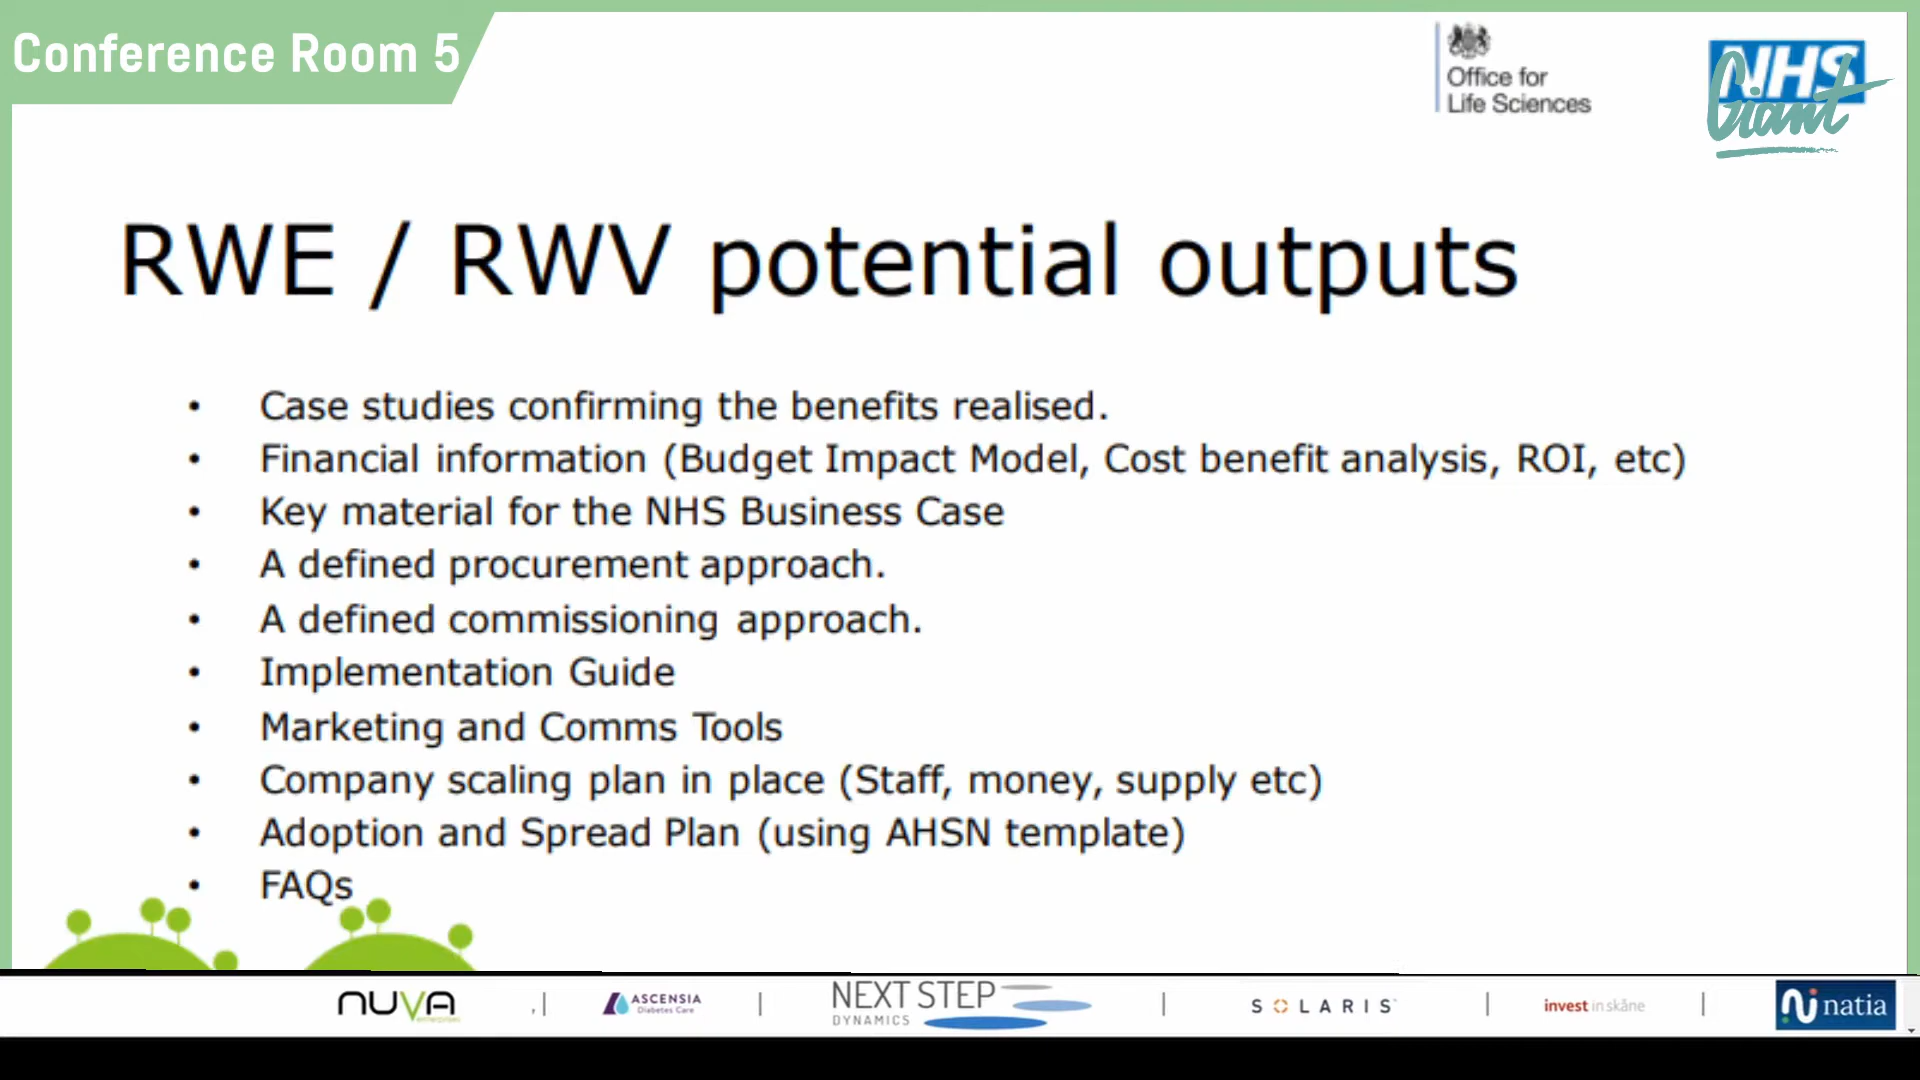 Conference Room 5
Office for
Life Sciences
NHS
Giant
RWE / RWV potential outputs
• Case studies confirming the benefits realised.
• Financial information (Budget Impact Model, Cost benefit analysis, ROI, etc)
• Key material for the NHS Business Case
• A defined procurement approach.
• A defined commissioning approach.
• Implementation Guide
• Marketing and Comms Tools
• Company scaling plan in place (Staff, money, supply etc)
• Adoption and Spread Plan (using AHSN template)
• FAQs
nuva enterprises
ASCENSIA
Diabetes Care
NEXT STEP
DYNAMICS
SOLARIS
invest in skåne
natia